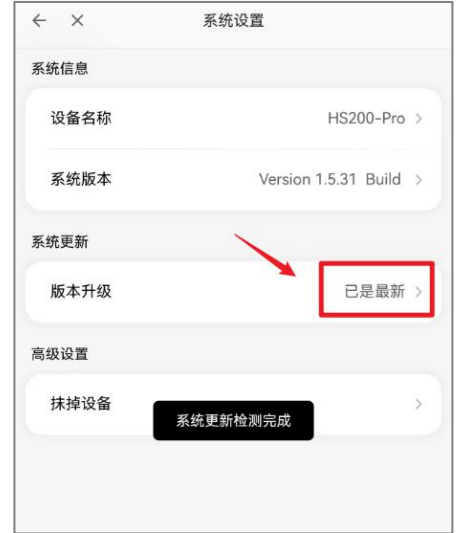 系统设置
系统信息
设备名称 HS200-Pro
系统版本 Version 1.5.31 Build
系统更新
版本升级 已是最新
高级设置
抹掉设备
系统更新检测完成